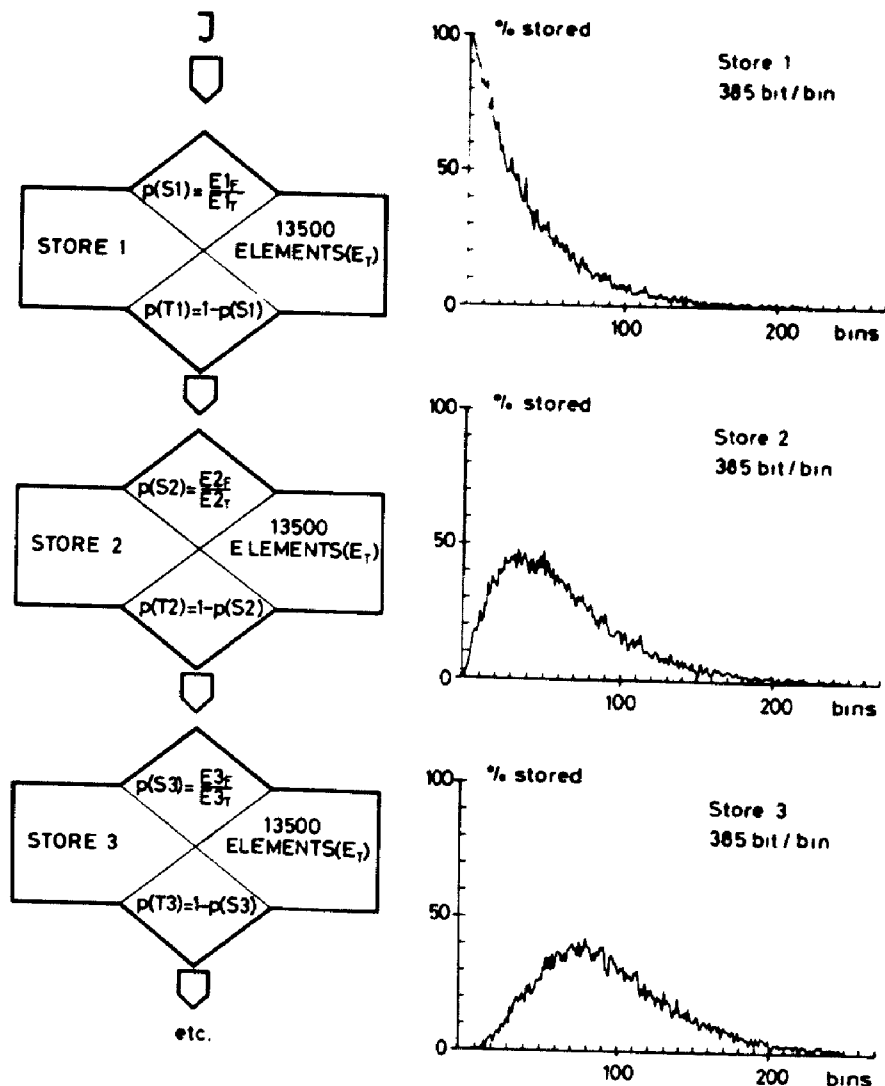 J
p(S1)=E1F/E1T
STORE 1
13500
ELEMENTS(ET)
p(T1)=1-p(S1)
p(S2)=E2F/E2T
STORE 2
13500
ELEMENTS(ET)
p(T2)=1-p(S2)
p(S3)=E3F/E3T
STORE 3
13500
ELEMENTS(ET)
p(T3)=1-p(S3)
etc.
100
% stored
Store 1
385 bit/bin
50
0
100
200
bins
100
% stored
Store 2
385 bit/bin
50
0
100
200
bins
100
% stored
Store 3
385 bit/bin
50
0
100
200
bins